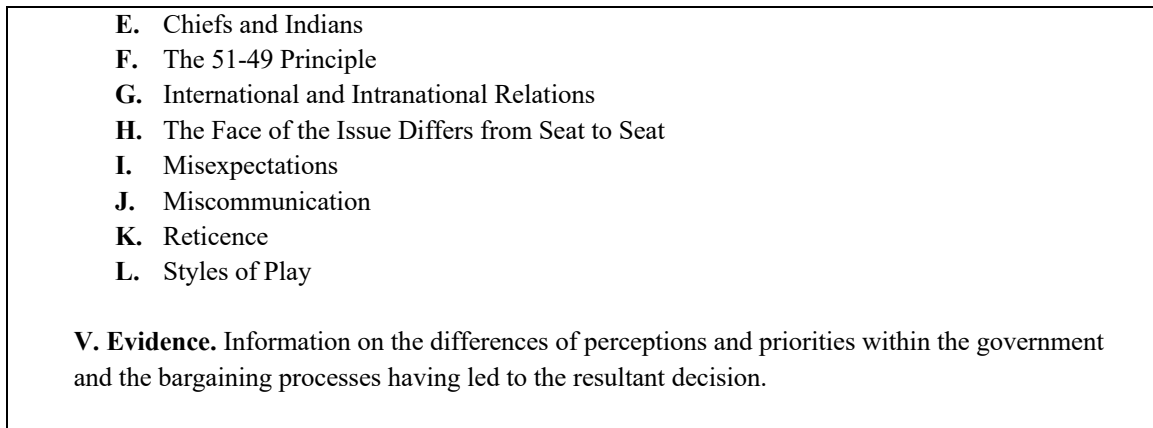 E. Chiefs and Indians
F. The 51-49 Principle
G. International and Intranational Relations
H. The Face of the Issue Differs from Seat to Seat
I. Misexpectations
J. Miscommunication
K. Reticence
L. Styles of Play
V. Evidence. Information on the differences of perceptions and priorities within the government
and the bargaining processes having led to the resultant decision.